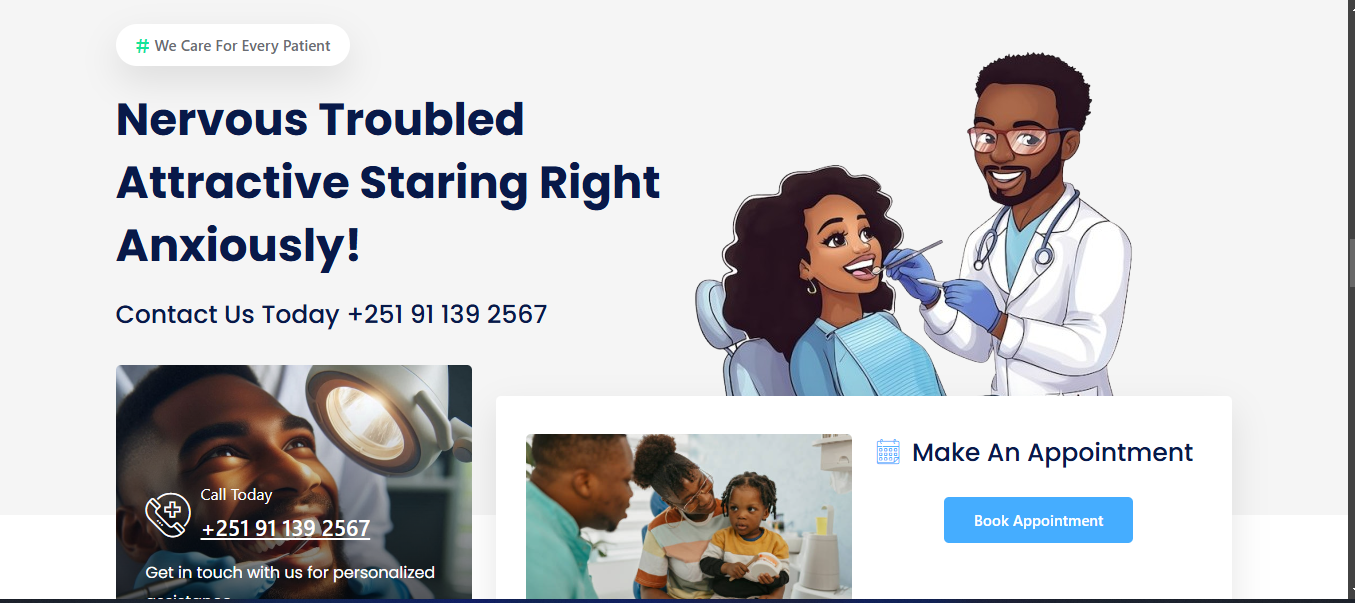 # We Care For Every Patient
Nervous Troubled
Attractive Staring Right
Anxiously!
Contact Us Today +251 91 139 2567
Call Today
+251 91 139 2567
Get in touch with us for personalized
Make An Appointment
Book Appointment